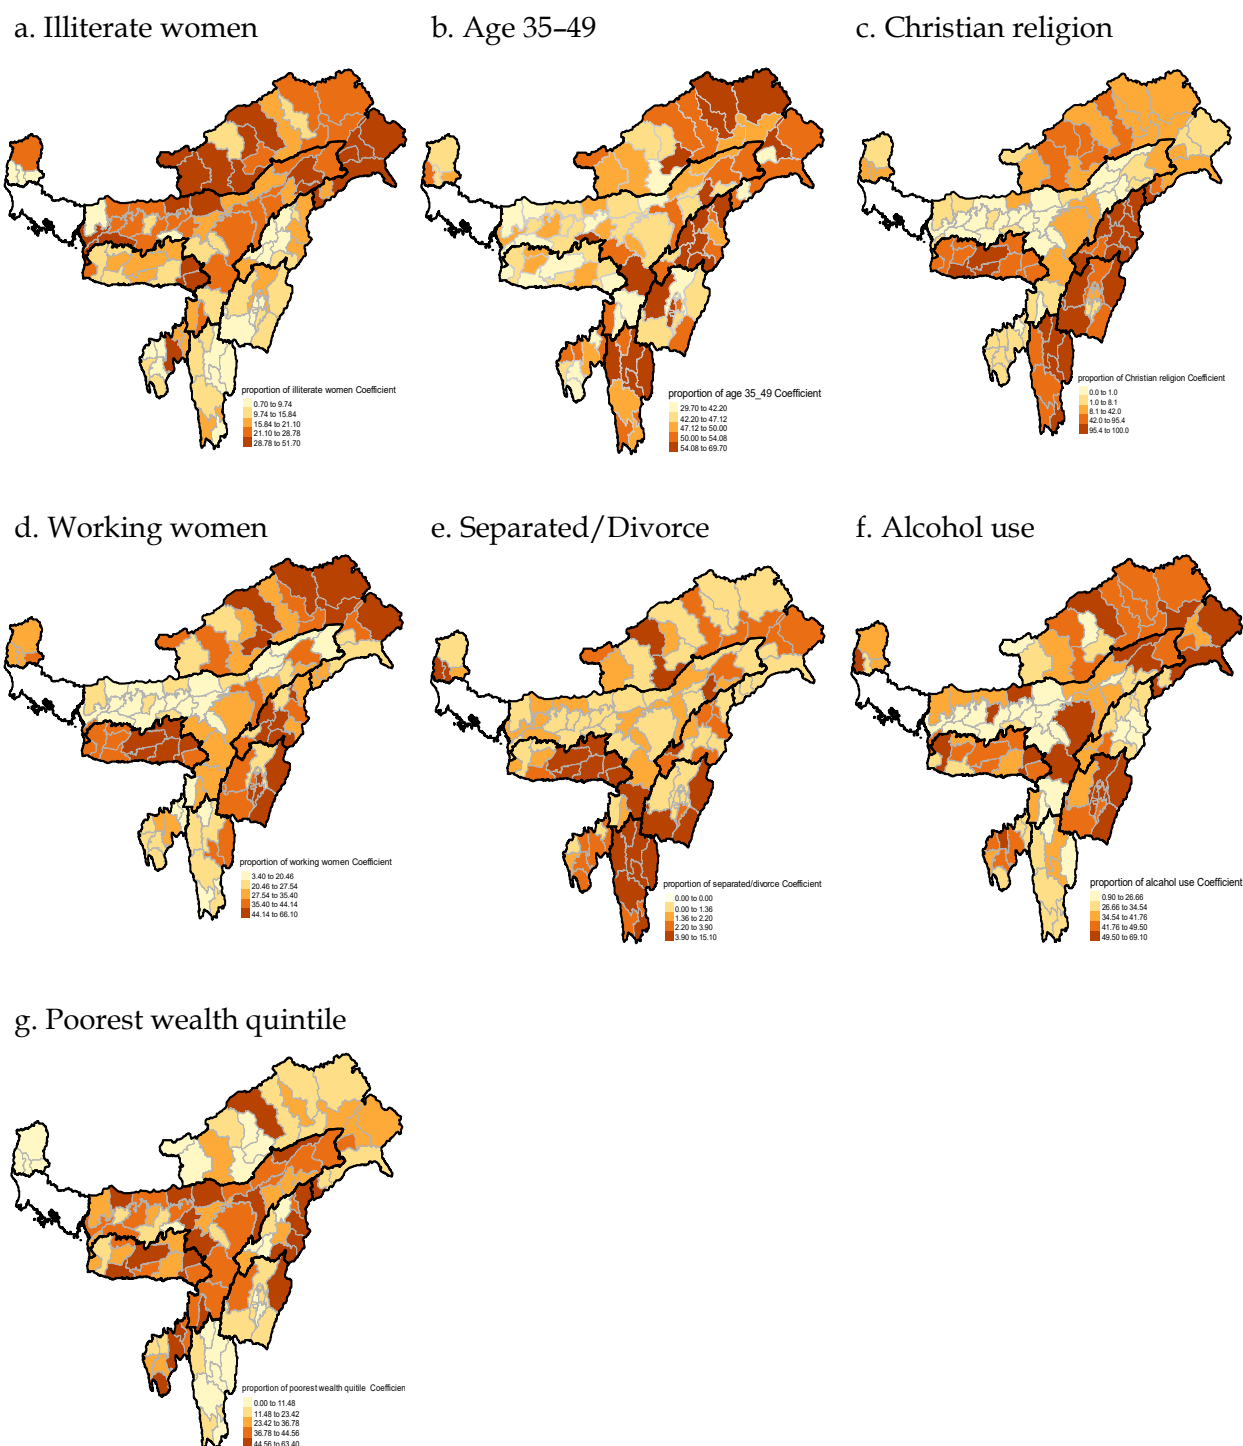 a. Illiterate women
b. Age 35–49
c. Christian religion
proportion of illiterate women Coefficient
0.70 to 9.74
9.74 to 15.84
15.84 to 21.10
21.10 to 28.78
28.78 to 51.70
proportion of age 35_49 Coefficient
29.70 to 42.20
42.20 to 47.12
47.12 to 50.00
50.00 to 54.08
54.08 to 69.70
proportion of Christian religion Coefficient
0.0 to 1.0
1.0 to 8.1
8.1 to 42.0
42.0 to 95.4
95.4 to 100.0
d. Working women
e. Separated/Divorce
f. Alcohol use
proportion of working women Coefficient
3.40 to 20.46
20.46 to 27.54
27.54 to 35.40
35.40 to 44.14
44.14 to 66.10
proportion of separated/divorce Coefficient
0.00 to 0.00
0.00 to 1.36
1.36 to 2.20
2.20 to 3.90
3.90 to 15.10
proportion of alcahol use Coefficient
0.90 to 26.66
26.66 to 34.54
34.54 to 41.76
41.76 to 49.50
49.50 to 69.10
g. Poorest wealth quintile
proportion of poorest wealth quitile Coefficien
0.00 to 11.48
11.48 to 23.42
23.42 to 36.78
36.78 to 44.56
44.56 to 63.40